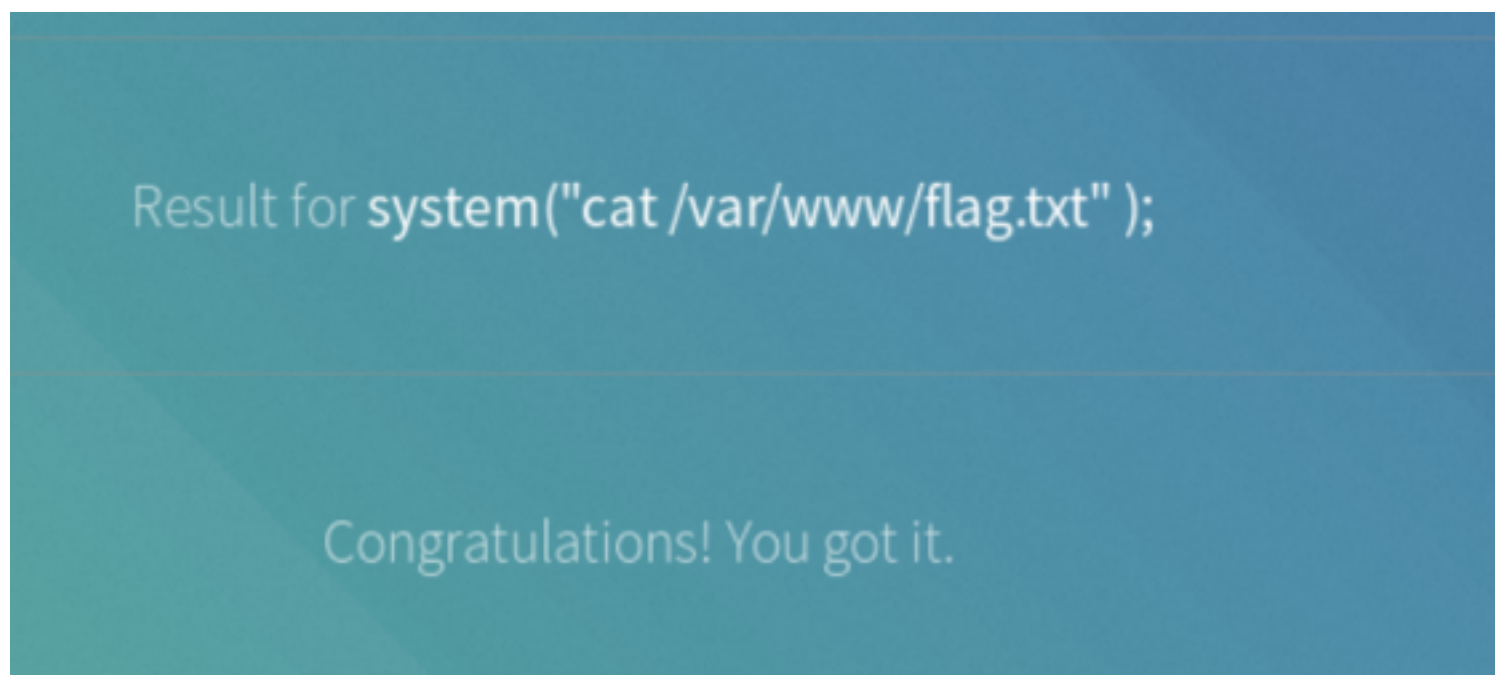 Result for system("cat /var/www/flag.txt" );
Congratulations! You got it.